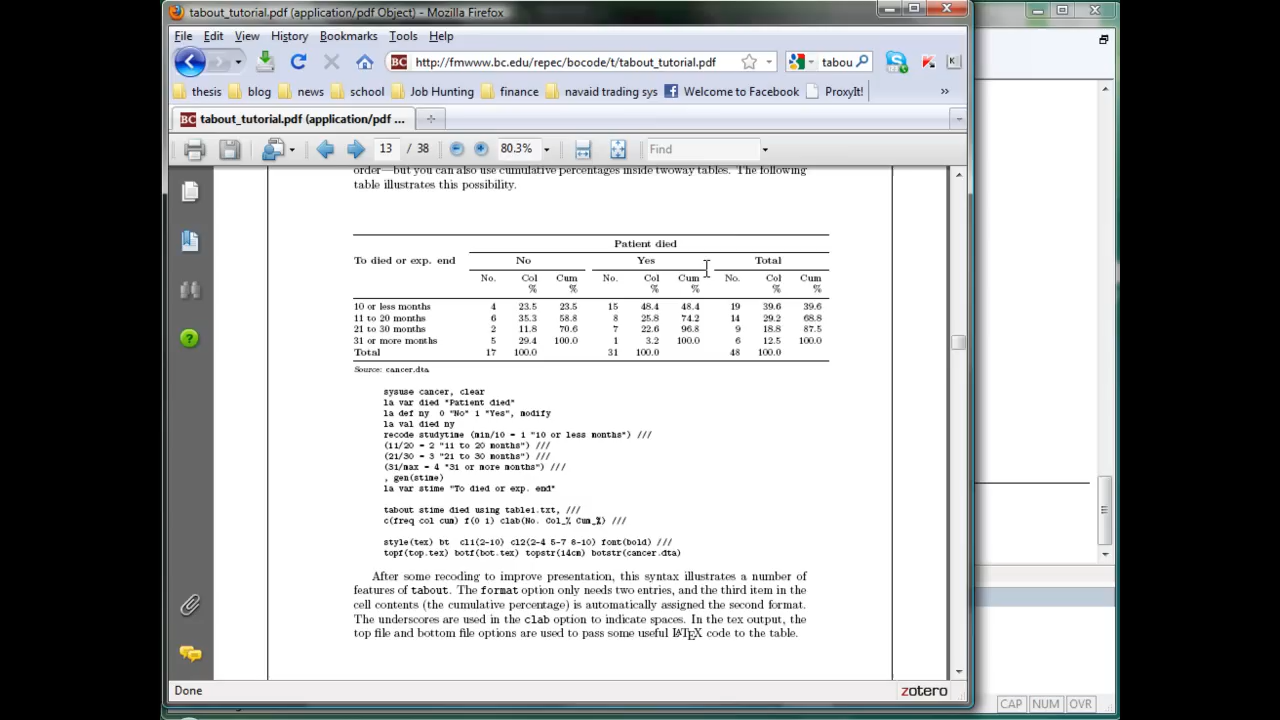 tabout_tutorial.pdf (application/pdf Object) - Mozilla Firefox
File Edit View History Bookmarks Tools Help
BC http://fmwww.bc.edu/repec/bocode/t/tabout_tutorial.pdf tabou
thesis blog news school Job Hunting finance navaid trading sys Welcome to Facebook ProxyIt! »
BC tabout_tutorial.pdf (application/pdf ...
13 / 38 80.3% Find
order—but you can also use cumulative percentages inside twoway tables. The following
table illustrates this possibility.
Patient died
To died or exp. end No Yes Total
No. Col Cum No. Col Cum No. Col Cum
% % % % % %
10 or less months 4 23.5 23.5 15 48.4 48.4 19 39.6 39.6
11 to 20 months 6 35.3 58.8 8 25.8 74.2 14 29.2 68.8
21 to 30 months 2 11.8 70.6 7 22.6 96.8 9 18.8 87.5
31 or more months 5 29.4 100.0 1 3.2 100.0 6 12.5 100.0
Total 17 100.0 31 100.0 48 100.0
Source: cancer.dta
sysuse cancer, clear
la var died "Patient died"
la def ny 0 "No" 1 "Yes", modify
la val died ny
recode studytime (min/10 = 1 "10 or less months") ///
(11/20 = 2 "11 to 20 months") ///
(21/30 = 3 "21 to 30 months") ///
(31/max = 4 "31 or more months") ///
, gen(stime)
la var stime "To died or exp. end"
tabout stime died using table1.txt, ///
c(freq col cum) f(0 1) clab(No. Col_% Cum_%) ///
style(tex) bt cl1(2-10) cl2(2-4 5-7 8-10) font(bold) ///
topf(top.tex) botf(bot.tex) topstr(14cm) botstr(cancer.dta)
After some recoding to improve presentation, this syntax illustrates a number of
features of tabout. The format option only needs two entries, and the third item in the
cell contents (the cumulative percentage) is automatically assigned the second format.
The underscores are used in the clab option to indicate spaces. In the tex output, the
top file and bottom file options are used to pass some useful LATEX code to the table.
Done zotero
CAP NUM OVR